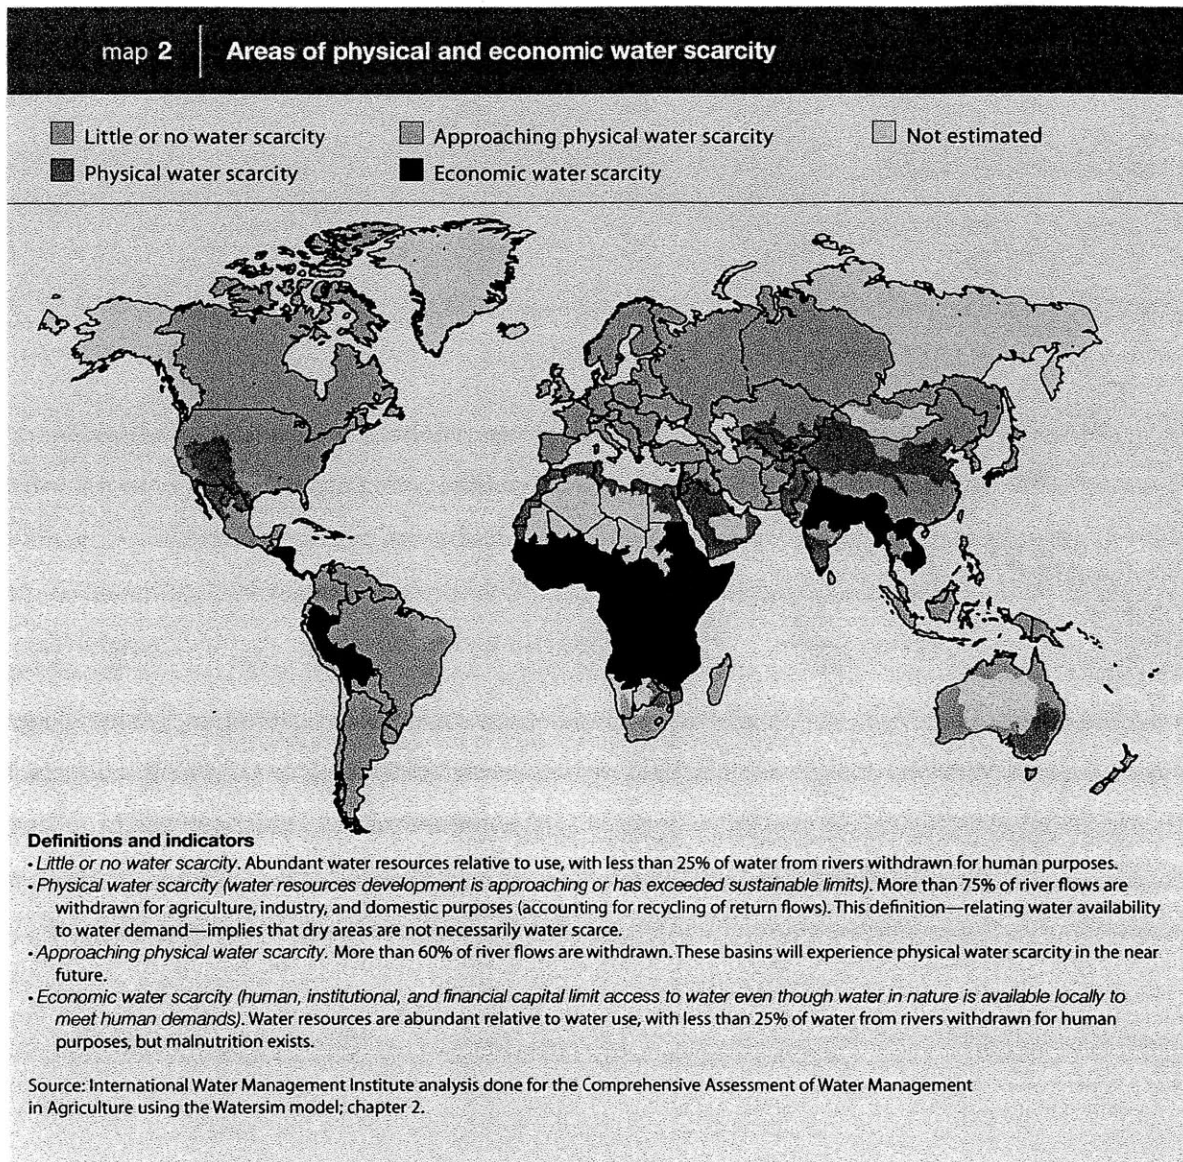 map 2 Areas of physical and economic water scarcity
Little or no water scarcity Approaching physical water scarcity Not estimated
Physical water scarcity Economic water scarcity
Definitions and indicators
• Little or no water scarcity. Abundant water resources relative to use, with less than 25% of water from rivers withdrawn for human purposes.
• Physical water scarcity (water resources development is approaching or has exceeded sustainable limits). More than 75% of river flows are
withdrawn for agriculture, industry, and domestic purposes (accounting for recycling of return flows). This definition—relating water availability
to water demand—implies that dry areas are not necessarily water scarce.
• Approaching physical water scarcity. More than 60% of river flows are withdrawn. These basins will experience physical water scarcity in the near
future.
• Economic water scarcity (human, institutional, and financial capital limit access to water even though water in nature is available locally to
meet human demands). Water resources are abundant relative to water use, with less than 25% of water from rivers withdrawn for human
purposes, but malnutrition exists.
Source: International Water Management Institute analysis done for the Comprehensive Assessment of Water Management
in Agriculture using the Watersim model; chapter 2.